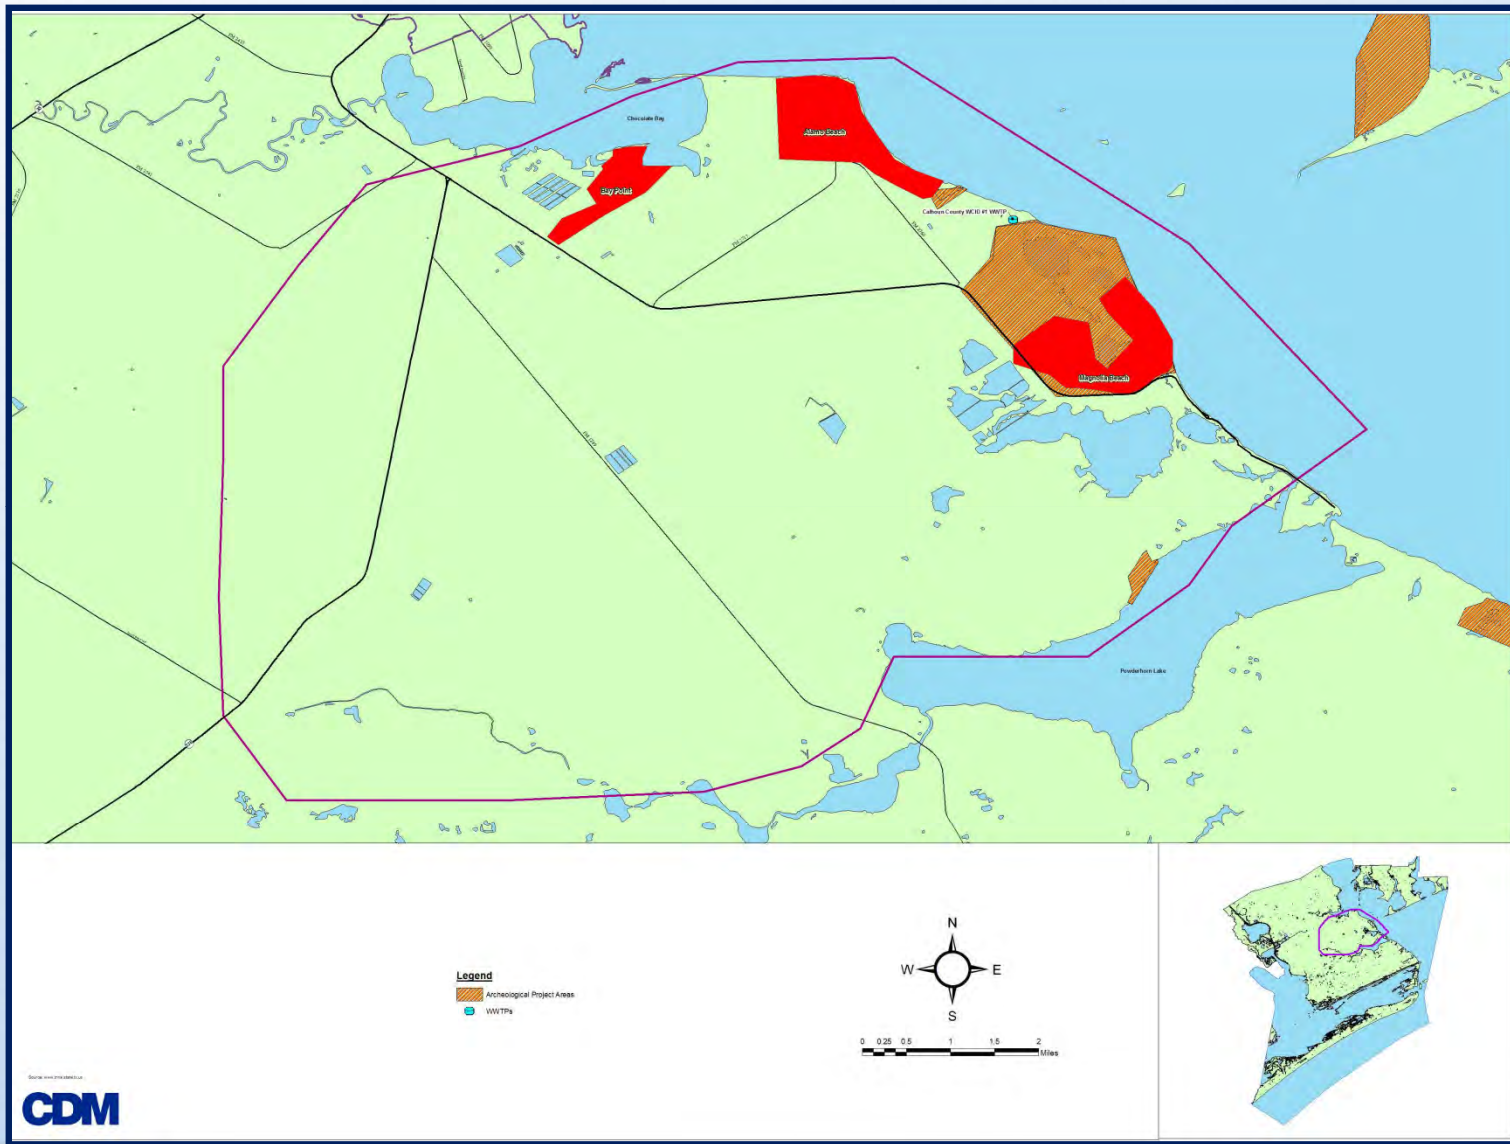 Chocolate Bay
Alamo Beach
Bay Point
Calhoun County WCID #1 WWTP
Magnolia Beach
Powderhorn Lake
Legend
Archeological Project Areas
WWTPs
N
W E
S
0 0.25 0.5 1 1.5 2
Miles
CDM